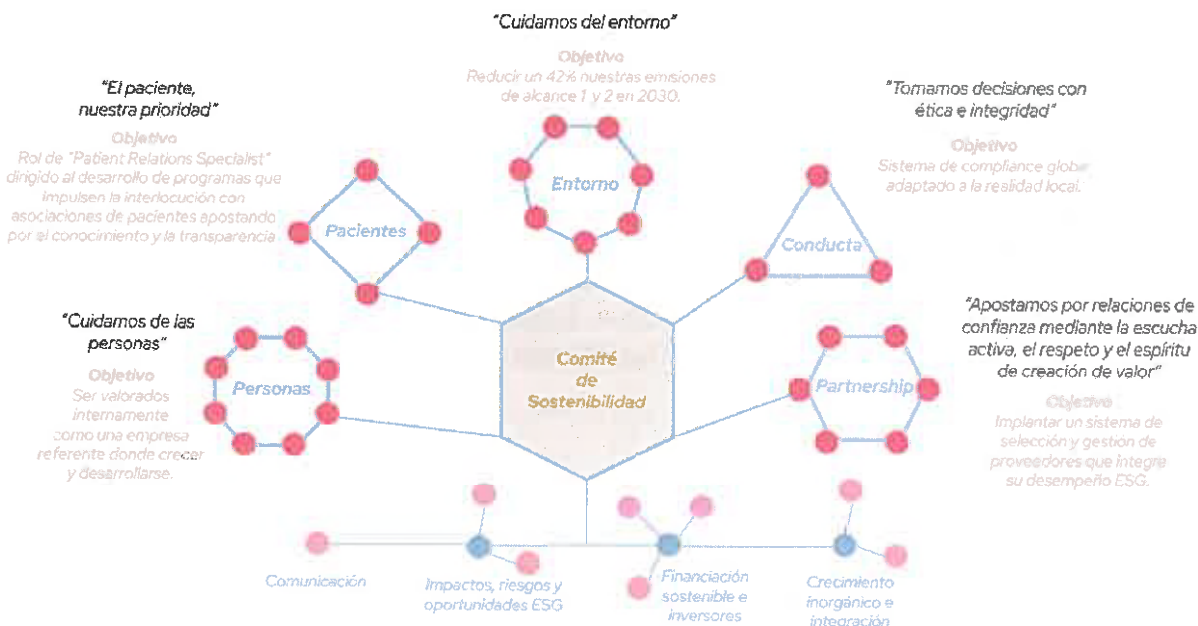 "Cuidamos del entorno"
Objetivo
Reducir un 42% nuestras emisiones
de alcance 1 y 2 en 2030.
"El paciente,
nuestra prioridad"
Objetivo
Rol de "Patient Relations Specialist"
dirigido al desarrollo de programas que
impulsen la interlocución con
asociaciones de pacientes apostando
por el conocimiento y la transparencia
"Tomamos decisiones con
ética e integridad"
Objetivo
Sistema de compliance global
adaptado a la realidad local.
Entorno
Pacientes
Conducta
"Cuidamos de las
personas"
Objetivo
Ser valorados
internamente
como una empresa
referente donde crecer
y desarrollarse.
Personas
Comité
de
Sostenibilidad
Partnership
"Apostamos por relaciones de
confianza mediante la escucha
activa, el respeto y el espíritu
de creación de valor"
Objetivo
Implantar un sistema de
selección y gestión de
proveedores que integre
su desempeño ESG.
Comunicación
Impactos, riesgos y
oportunidades ESG
Financiación
sostenible e
inversores
Crecimiento
inorgánico e
integración